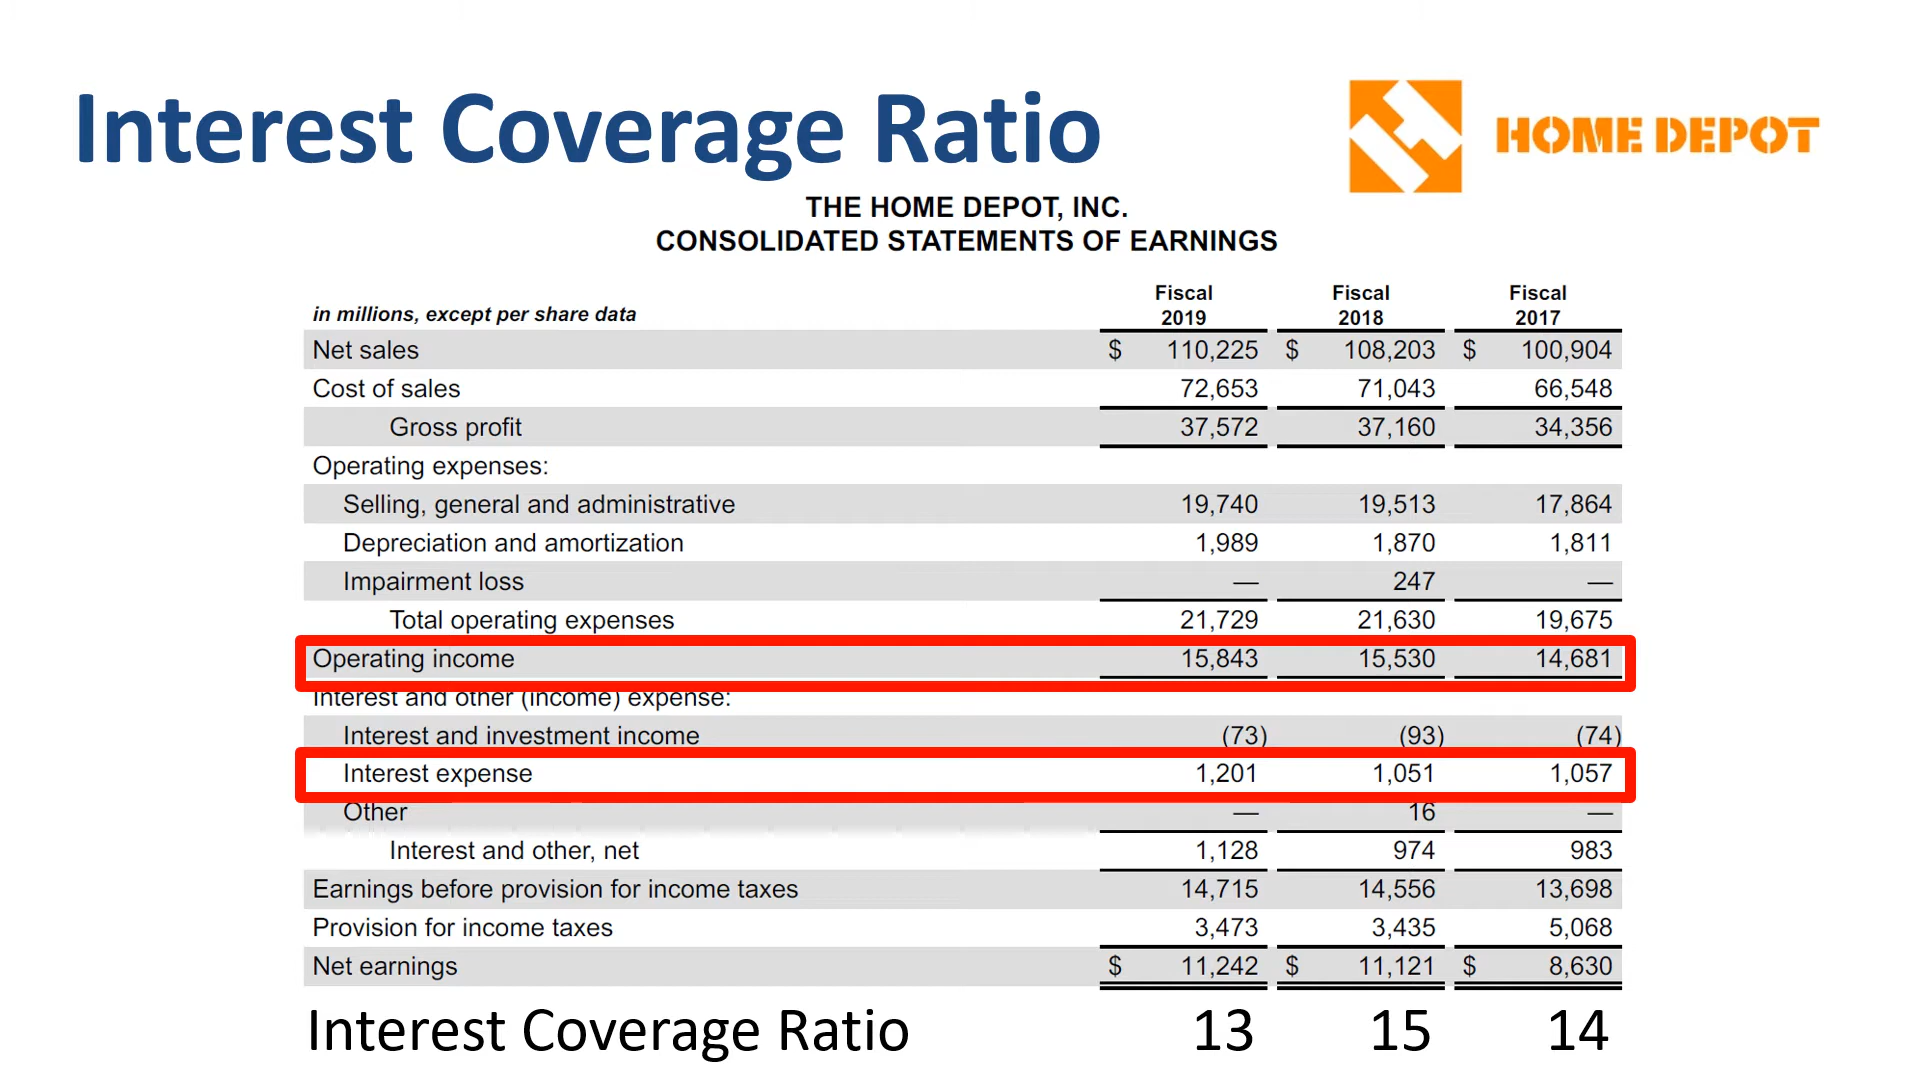 Interest Coverage Ratio
HOME DEPOT
THE HOME DEPOT, INC.
CONSOLIDATED STATEMENTS OF EARNINGS
in millions, except per share data Fiscal 2019 Fiscal 2018 Fiscal 2017
Net sales $ 110,225 $ 108,203 $ 100,904
Cost of sales 72,653 71,043 66,548
Gross profit 37,572 37,160 34,356
Operating expenses:
Selling, general and administrative 19,740 19,513 17,864
Depreciation and amortization 1,989 1,870 1,811
Impairment loss — 247 —
Total operating expenses 21,729 21,630 19,675
Operating income 15,843 15,530 14,681
Interest and other (income) expense:
Interest and investment income (73) (93) (74)
Interest expense 1,201 1,051 1,057
Other — 16 —
Interest and other, net 1,128 974 983
Earnings before provision for income taxes 14,715 14,556 13,698
Provision for income taxes 3,473 3,435 5,068
Net earnings $ 11,242 $ 11,121 $ 8,630
Interest Coverage Ratio 13 15 14